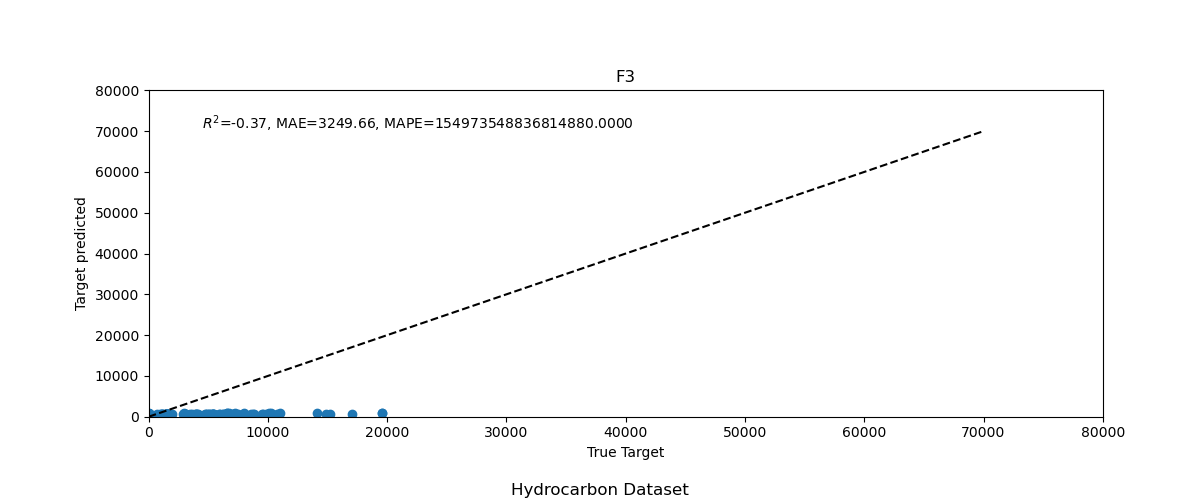 F3
80000
R²=-0.37, MAE=3249.66, MAPE=154973548836814880.0000
70000
60000
50000
40000
30000
20000
10000
0
Target predicted
0 10000 20000 30000 40000 50000 60000 70000 80000
True Target
Hydrocarbon Dataset